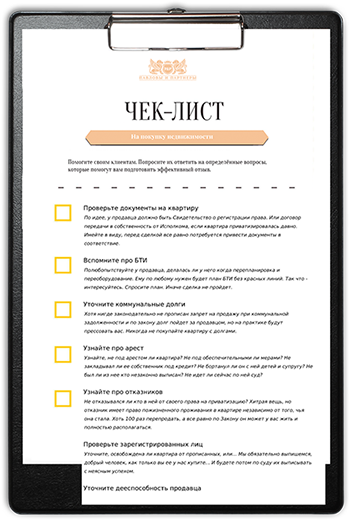 ЧЕК-ЛИСТ
На покупку недвижимости
Помогите своим клиентам. Попросите их ответить на определённые вопросы,
которые помогут вам подготовить эффективный отзыв.
Проверьте документы на квартиру
По идее, у продавца должно быть Свидетельство о регистрации права. Или договор
передачи в собственность от Исполкома, если квартира приватизировалась давно.
Имейте в виду, перед сделкой все равно потребуется привести документы в
соответствие.
Вспомните про БТИ
Полюбопытствуйте у продавца, делалась ли у него когда перепланировка и
переоборудование. Ему по любому нужен будет план БТИ без красных линий. Так что -
интересуйтесь. Спросите план. Иначе сделка не пройдет.
Уточните коммунальные долги
Хотя нигде законодательно не прописан запрет на продажу при коммунальной
задолженности и по закону долг пойдет за продавцом, но на практике будут
прессовать вас. Никогда не покупайте квартиру с долгами.
Узнайте про арест
Узнайте, не под арестом ли квартира? Не под обеспечительными ли мерами? Не
закладывал ли ее собственник под кредит? Не бортанул ли он с ней детей и супругу? Не
был ли из нее кто незаконно выписан? Не идет ли сейчас по ней суд?
Узнайте про отказников
Не отказывался ли кто в ней от своего права на приватизацию? Хитрая вещь, но
отказник имеет право пожизненного проживания в квартире независимо от того, чья
она стала. Хоть 100 раз перепродать, а все равно по Закону он может у вас жить и
полностью располагаться.
Проверьте зарегистрированных лиц
Уточните, освобождена ли квартира от прописанных, или... Мы обязательно выпишемся,
добрый человек, как только вы ее у нас купите... И будете потом по суду их выписывать
с неясным успехом.
Уточните дееспособность продавца